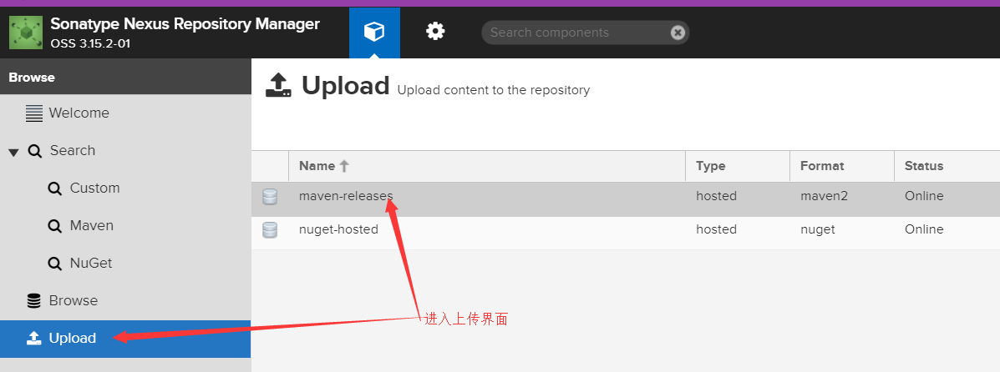 Sonatype Nexus Repository Manager
OSS 3.15.2-01
Search components
Browse
Welcome
Search
Custom
Maven
NuGet
Browse
Upload
Upload Upload content to the repository
Name Type Format Status
maven-releases hosted maven2 Online
nuget-hosted hosted nuget Online
进入上传界面